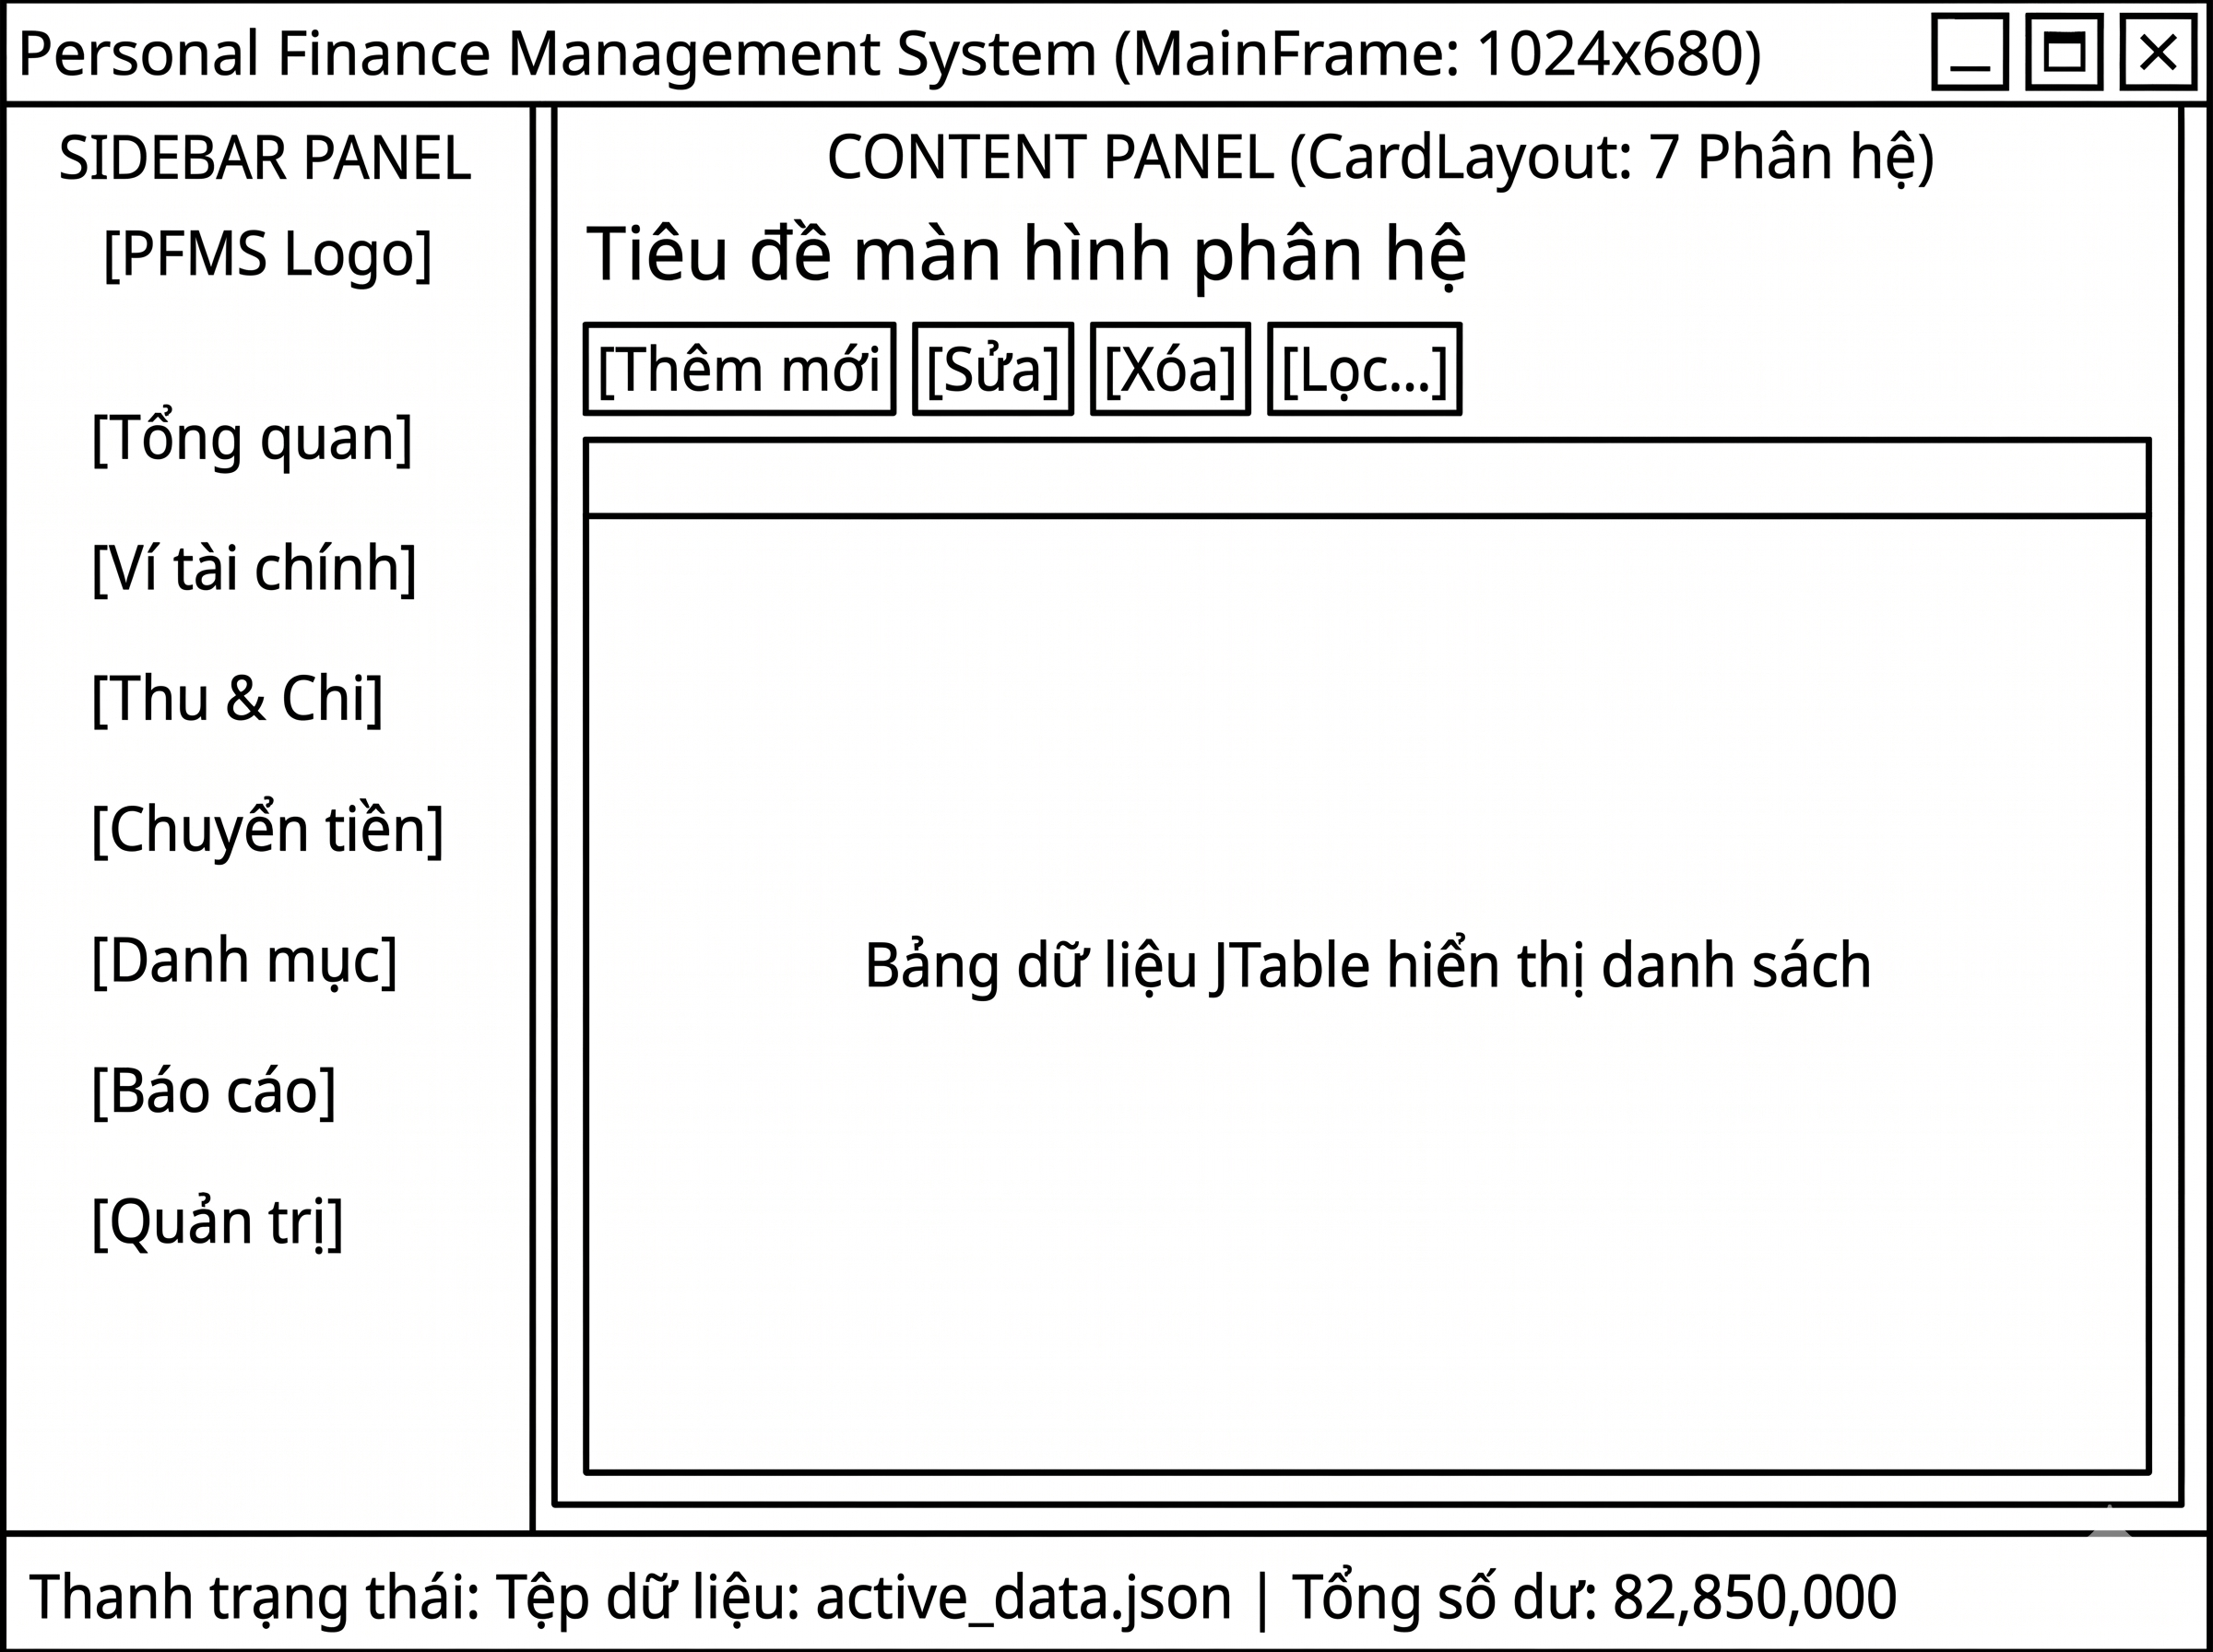 Personal Finance Management System (MainFrame: 1024x680)
SIDEBAR PANEL
[PFMS Logo]
[Tổng quan]
[Ví tài chính]
[Thu & Chi]
[Chuyển tiền]
[Danh mục]
[Báo cáo]
[Quản trị]
CONTENT PANEL (CardLayout: 7 Phân hệ)
Tiêu đề màn hình phân hệ
[Thêm mới [Sửa] [Xóa] [Lọc...]
Bảng dữ liệu JTable hiển thị danh sách
Thanh trạng thái: Tệp dữ liệu: active_data.json | Tổng số dư: 82,850,000